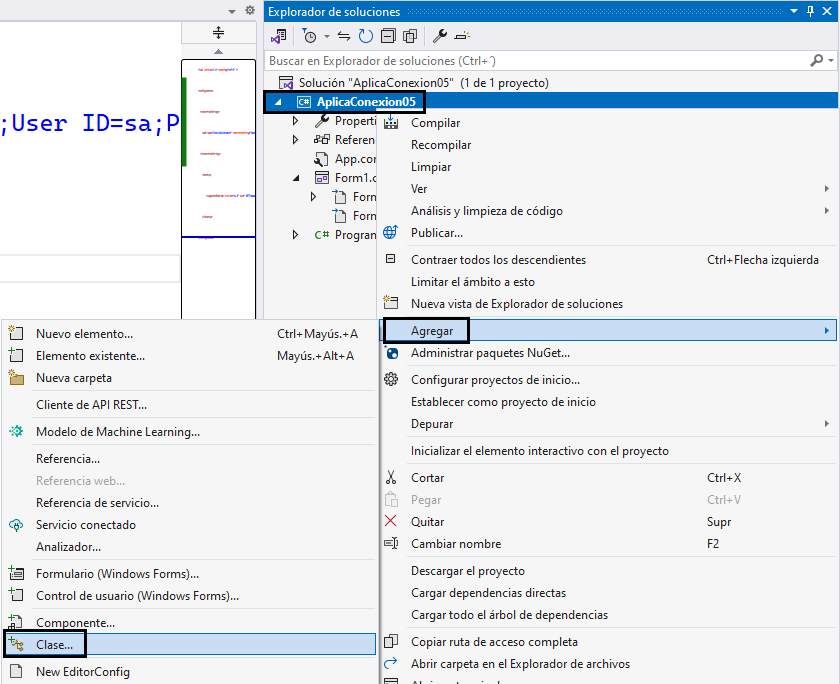 Explorador de soluciones
Buscar en Explorador de soluciones (Ctrl+´)
Solución "AplicaConexion05" (1 de 1 proyecto)
C# AplicaConexion05
;User ID=sa;P
Properti
Referen
App.co
Form1.c
Form
Form
C# Program
Compilar
Recompilar
Limpiar
Ver
Análisis y limpieza de código
Publicar...
Contraer todos los descendientes Ctrl+Flecha izquierda
Limitar el ámbito a esto
Nueva vista de Explorador de soluciones
Agregar
Administrar paquetes NuGet...
Configurar proyectos de inicio...
Establecer como proyecto de inicio
Depurar
Inicializar el elemento interactivo con el proyecto
Cortar Ctrl+X
Pegar Ctrl+V
Quitar Supr
Cambiar nombre F2
Descargar el proyecto
Cargar dependencias directas
Cargar todo el árbol de dependencias
Copiar ruta de acceso completa
Abrir carpeta en el Explorador de archivos
Nuevo elemento... Ctrl+Mayús.+A
Elemento existente... Mayús.+Alt+A
Nueva carpeta
Cliente de API REST...
Modelo de Machine Learning...
Referencia...
Referencia web...
Referencia de servicio...
Servicio conectado
Analizador...
Formulario (Windows Forms)...
Control de usuario (Windows Forms)...
Componente...
Clase...
New EditorConfig